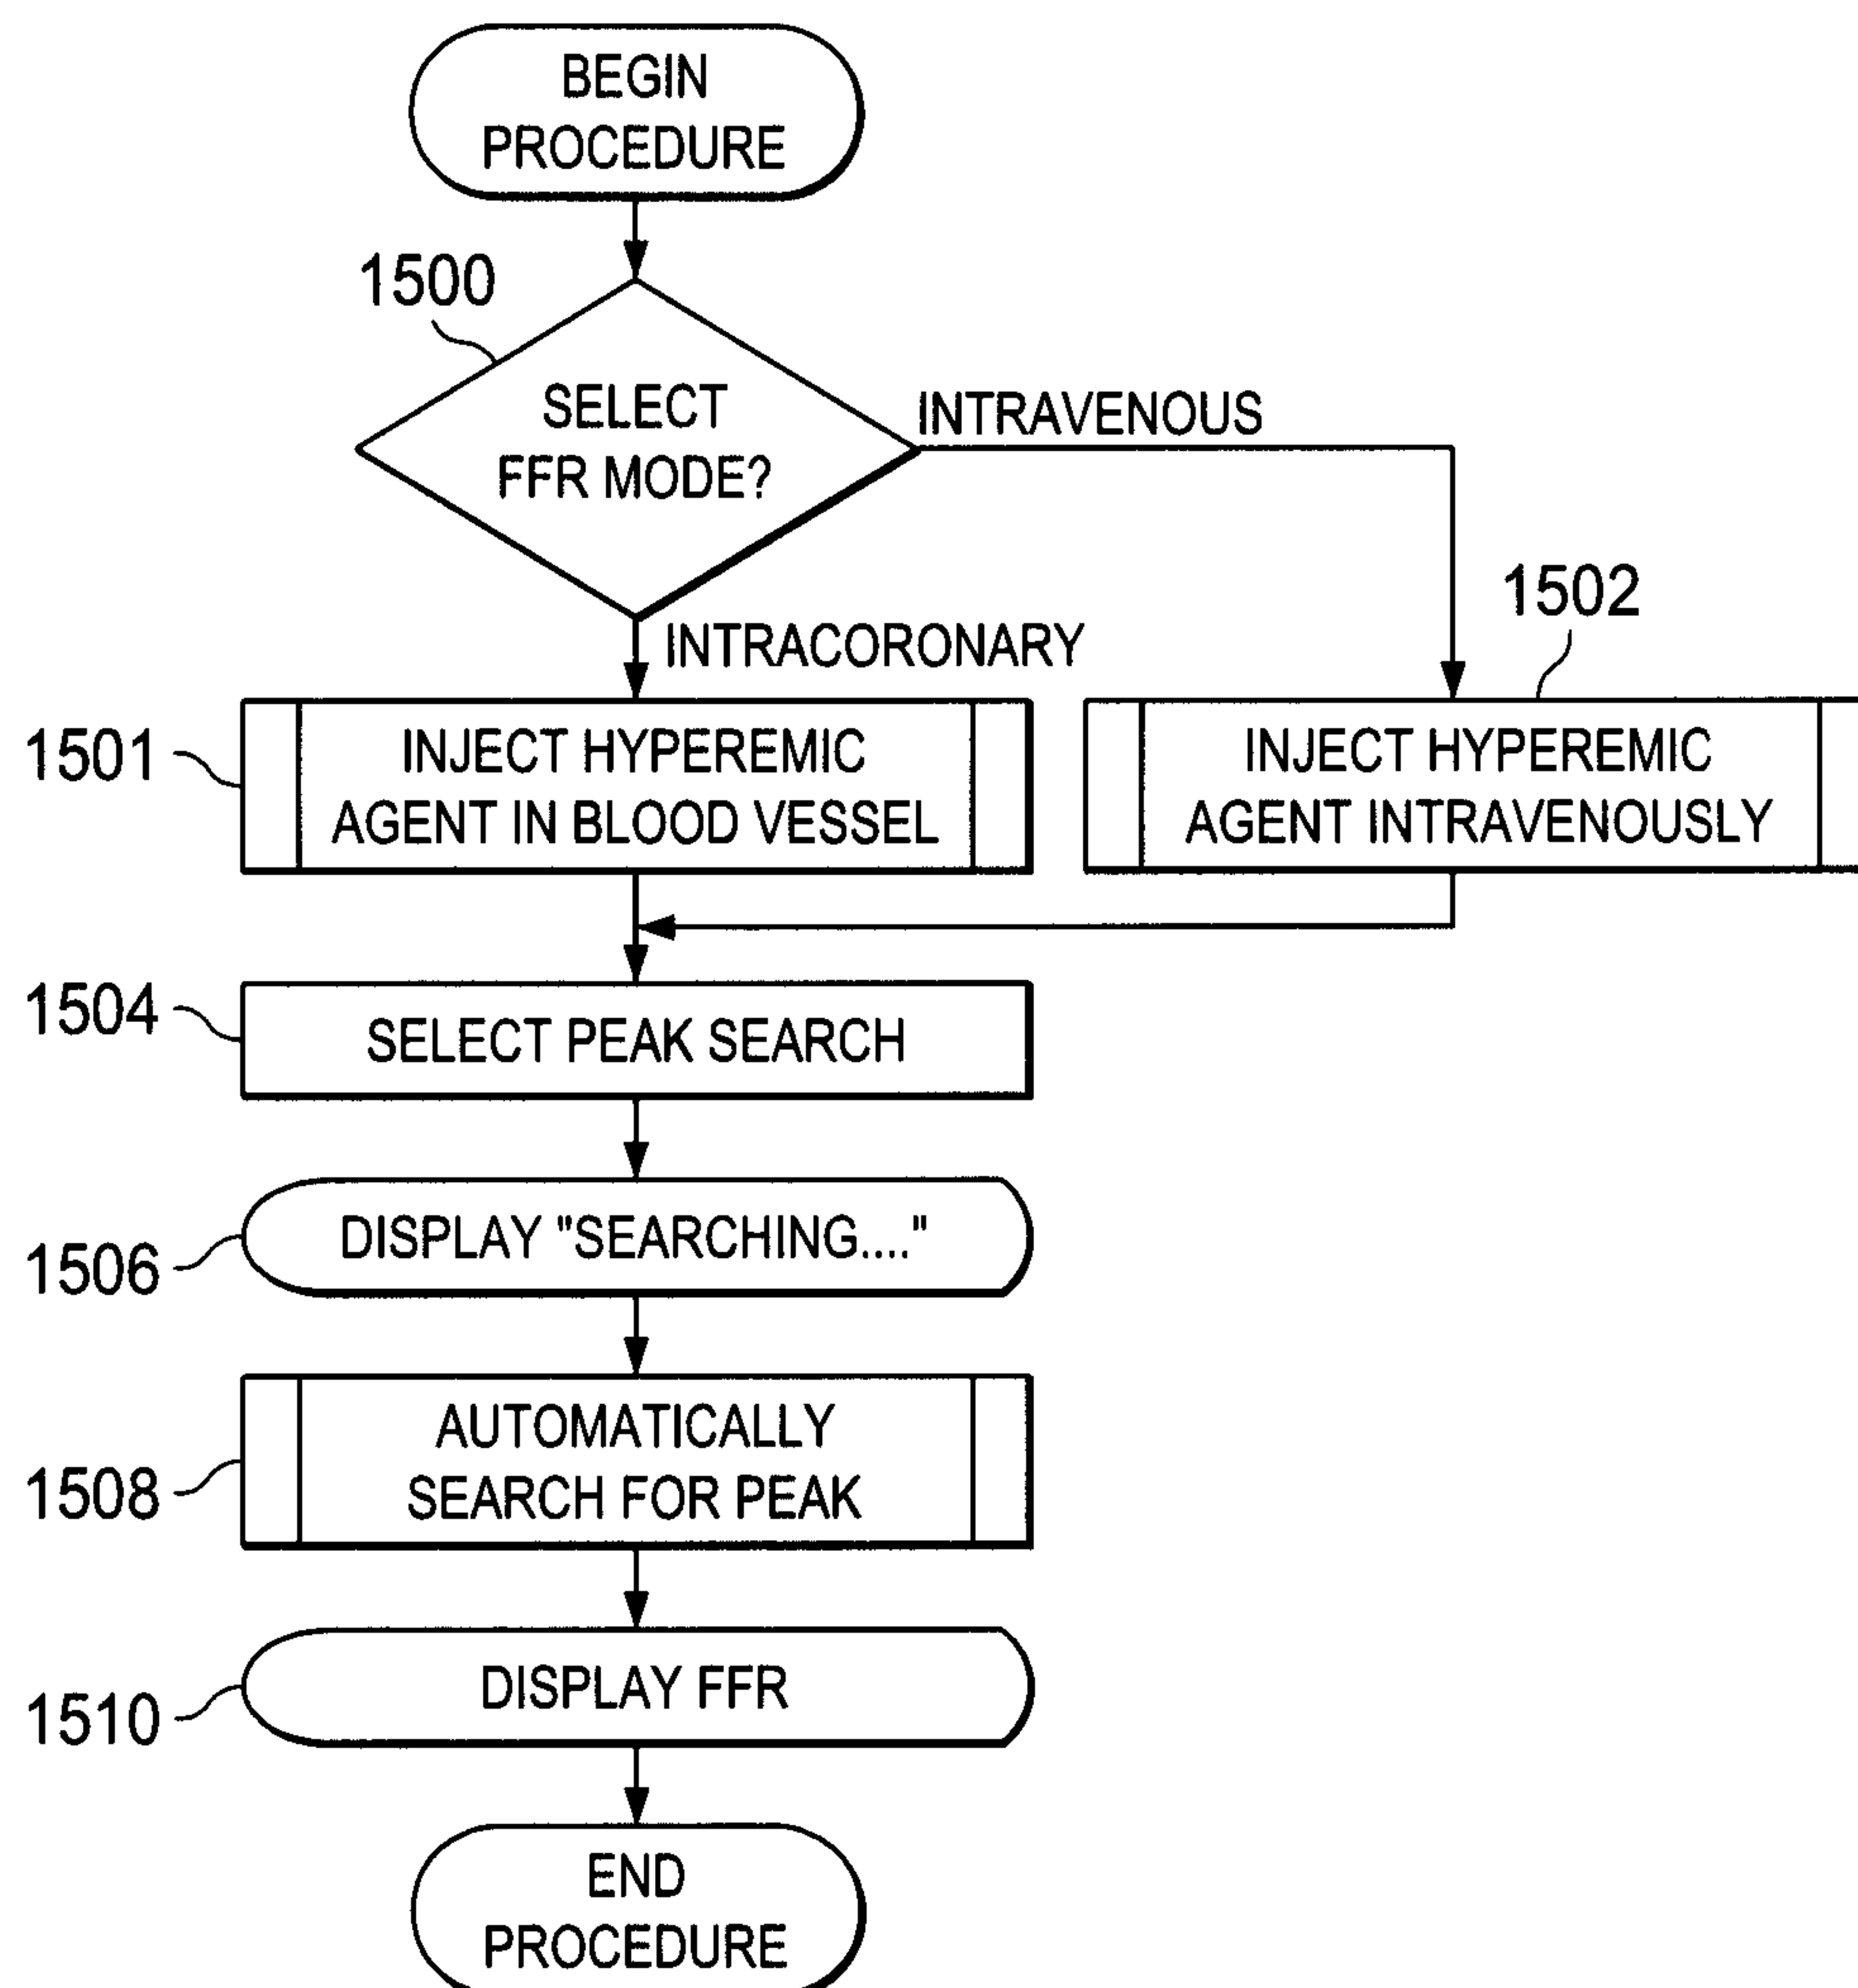 BEGIN
PROCEDURE
1500
SELECT
FFR MODE?
INTRAVENOUS
INTRACORONARY
1502
1501
INJECT HYPEREMIC
AGENT IN BLOOD VESSEL
INJECT HYPEREMIC
AGENT INTRAVENOUSLY
1504
SELECT PEAK SEARCH
1506
DISPLAY "SEARCHING...."
1508
AUTOMATICALLY
SEARCH FOR PEAK
1510
DISPLAY FFR
END
PROCEDURE